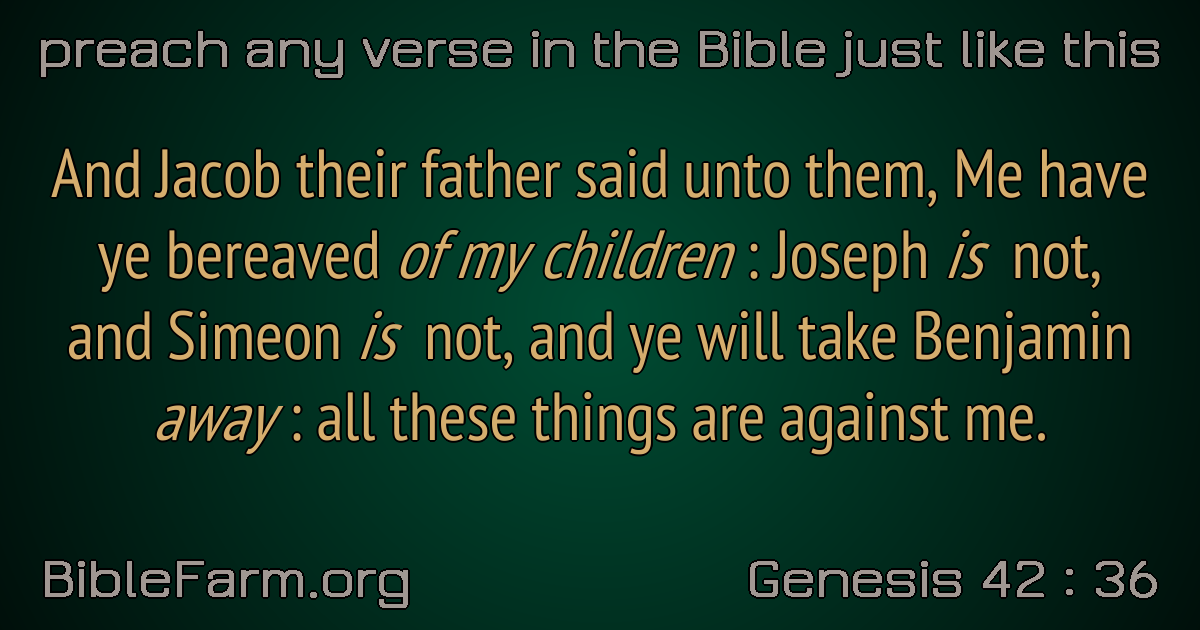 preach any verse in the Bible just like this
And Jacob their father said unto them, Me have
ye bereaved of my children : Joseph is not,
and Simeon is not, and ye will take Benjamin
away : all these things are against me.
BibleFarm.org
Genesis 42 : 36